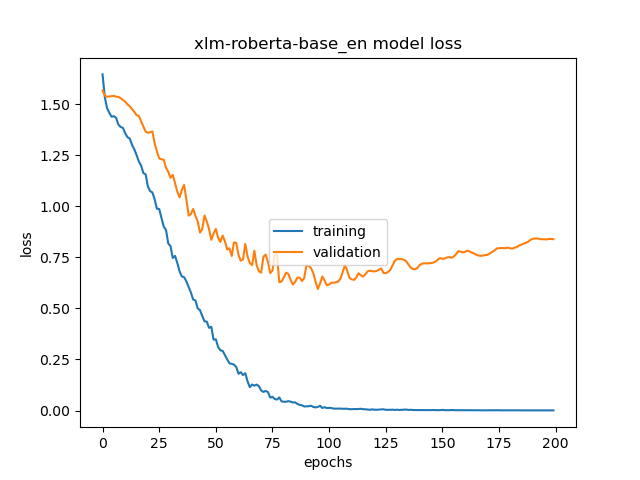 xlm-roberta-base_en model loss
loss
1.50
1.25
1.00
0.75
0.50
0.25
0.00
training
validation
0 25 50 75 100 125 150 175 200
epochs